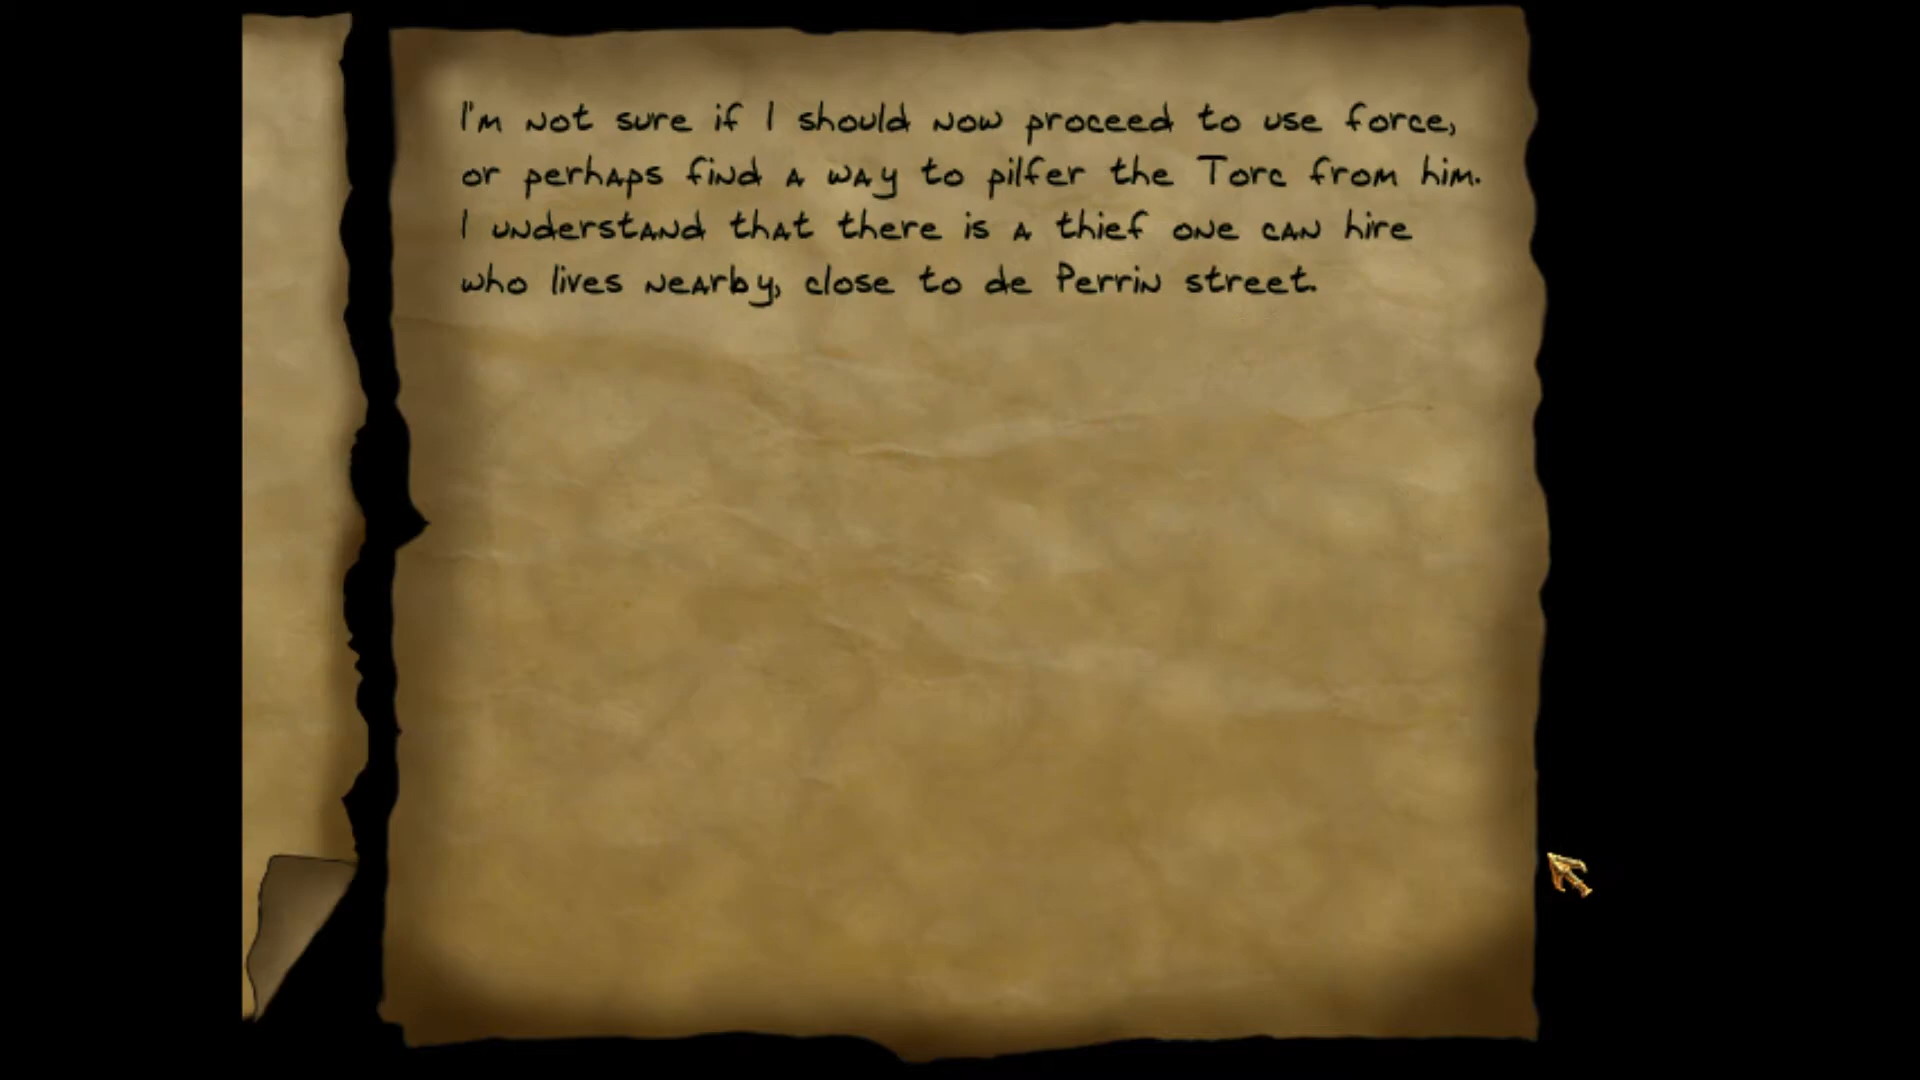 I'm not sure if I should now proceed to use force,
or perhaps find a way to pilfer the Torc from him.
I understand that there is a thief one can hire
who lives nearby, close to de Perrin street.